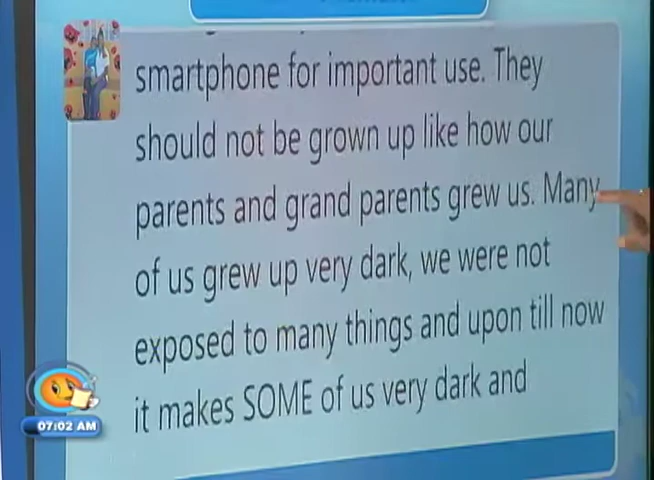 smartphone for important use. They
should not be grown up like how our
parents and grand parents grew us. Many
of us grew up very dark, we were not
exposed to many things and upon till now
it makes SOME of us very dark and
07:02 AM